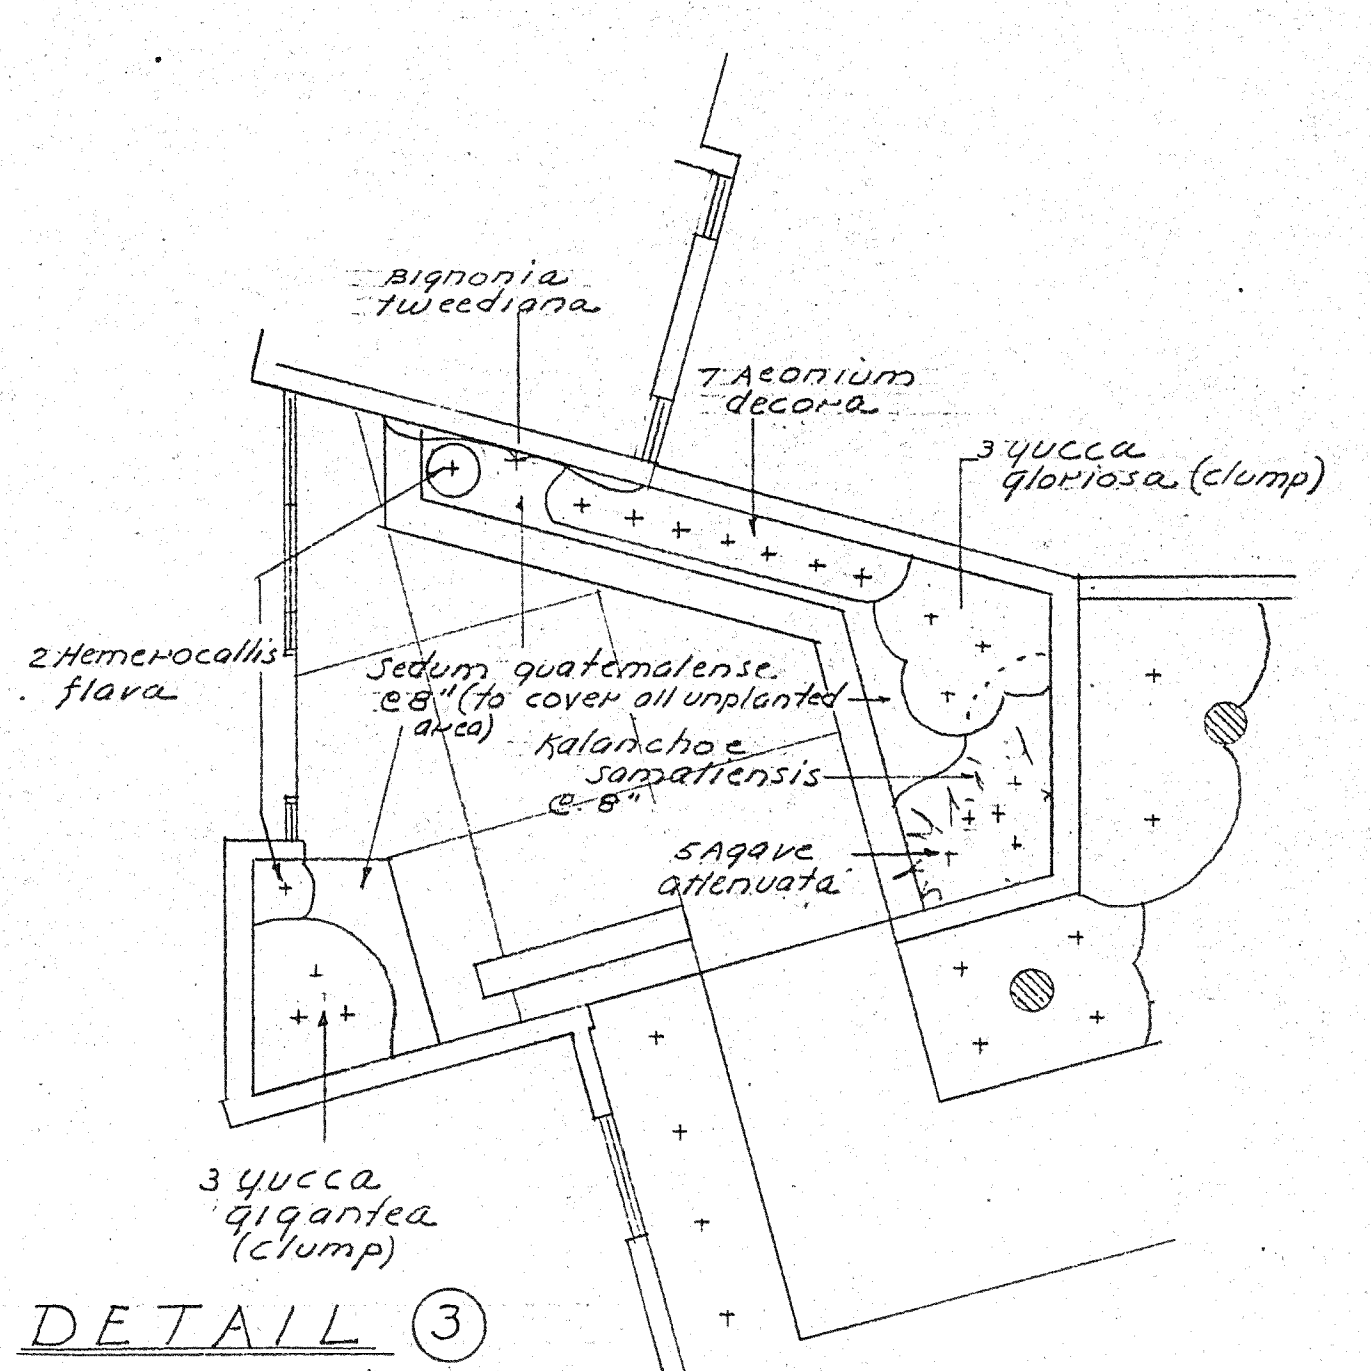 Bignonia
tweediana
7 Aeonium
decora
3 yucca
gloriosa (clump)
2 Hemerocallis
flava
Sedum guatemalense
@ 8" (to cover all unplanted
area)
Kalanchoe
somaliensis
@ 8"
5 Agave
attenuata
3 yucca
gigantea
(clump)
DETAIL 3